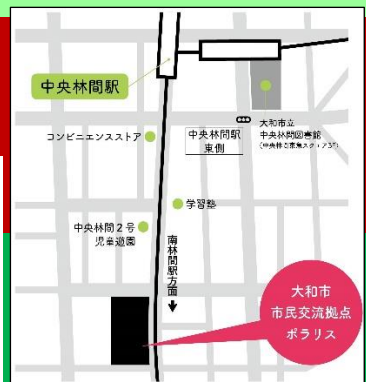 中央林間駅
コンビニエンスストア
中央林間駅
東側
大和市立
中央林間図書館
学習塾
中央林間2号
児童遊園
南林間駅方面
大和市
市民交流拠点
ポラリス